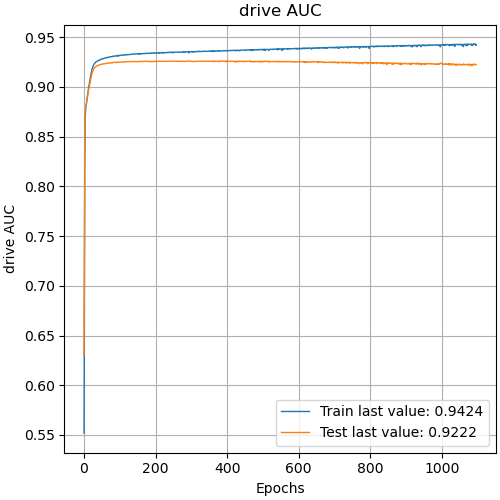 drive AUC
0.95
0.90
0.85
0.80
0.75
0.70
0.65
0.60
0.55
drive AUC
Train last value: 0.9424
Test last value: 0.9222
0 200 400 600 800 1000
Epochs